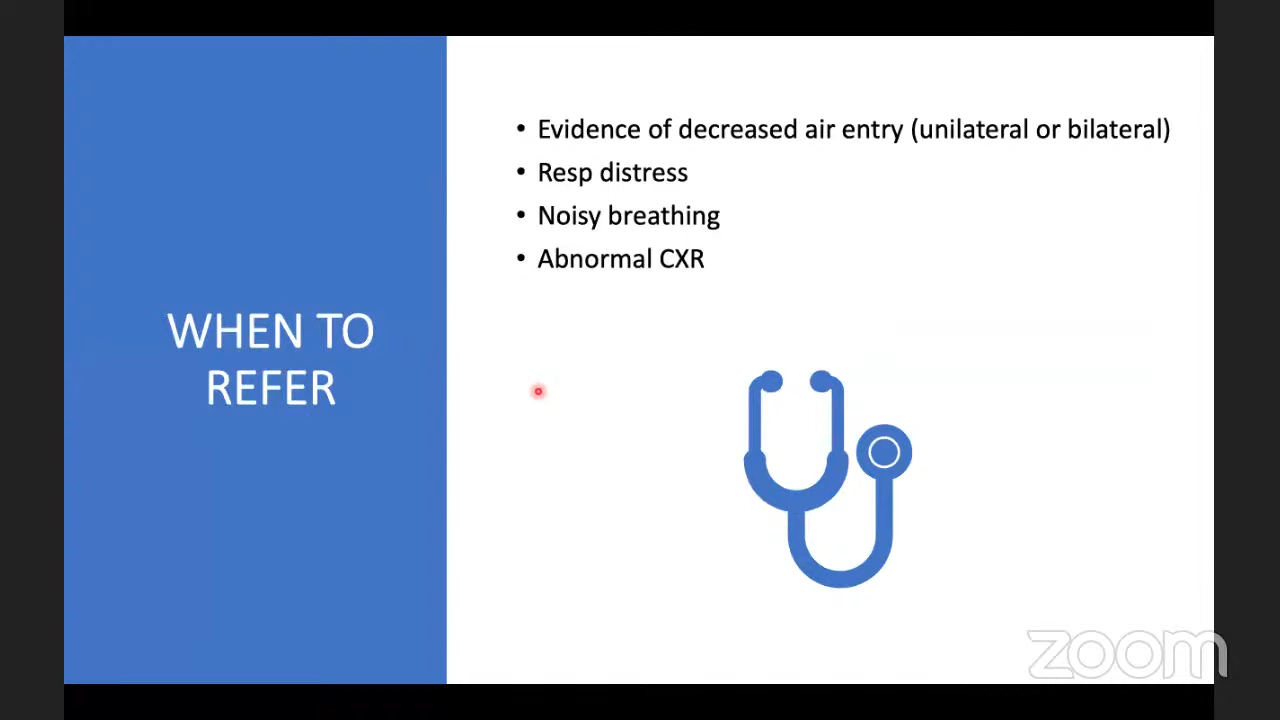 WHEN TO
REFER
• Evidence of decreased air entry (unilateral or bilateral)
• Resp distress
• Noisy breathing
• Abnormal CXR
zoom